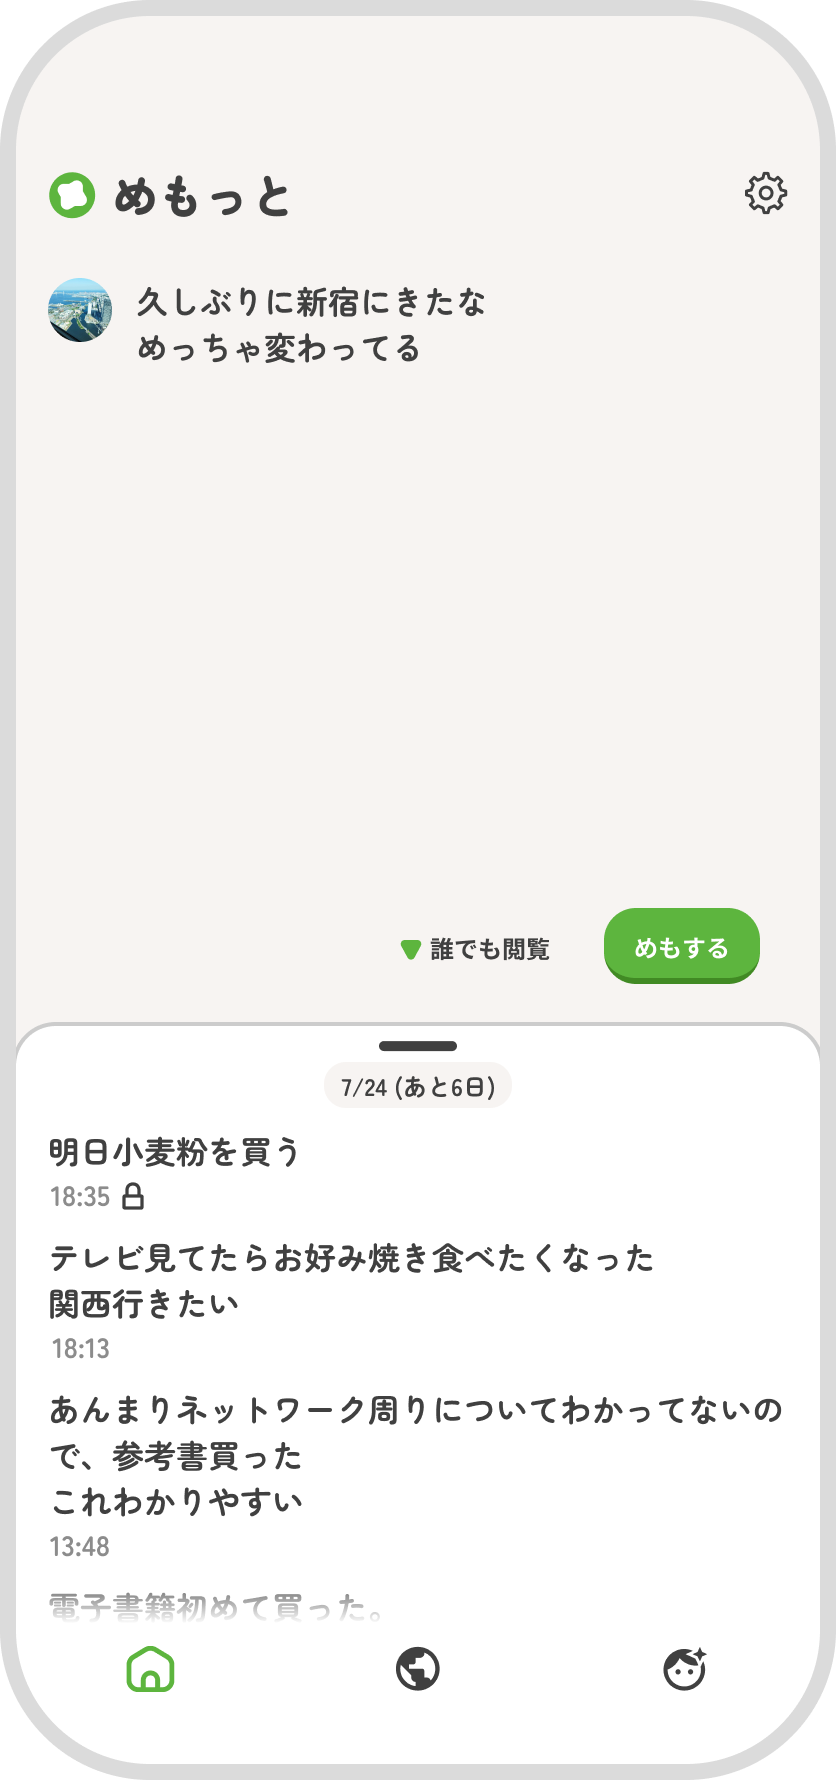 めもっと
久しぶりに新宿にきたな
めっちゃ変わってる
誰でも閲覧
めもする
7/24 (あと6日)
明日小麦粉を買う
18:35
テレビ見てたらお好み焼き食べたくなった
関西行きたい
18:13
あんまりネットワーク周りについてわかってないの
で、参考書買った
これわかりやすい
13:48
電子書籍初めて買った。